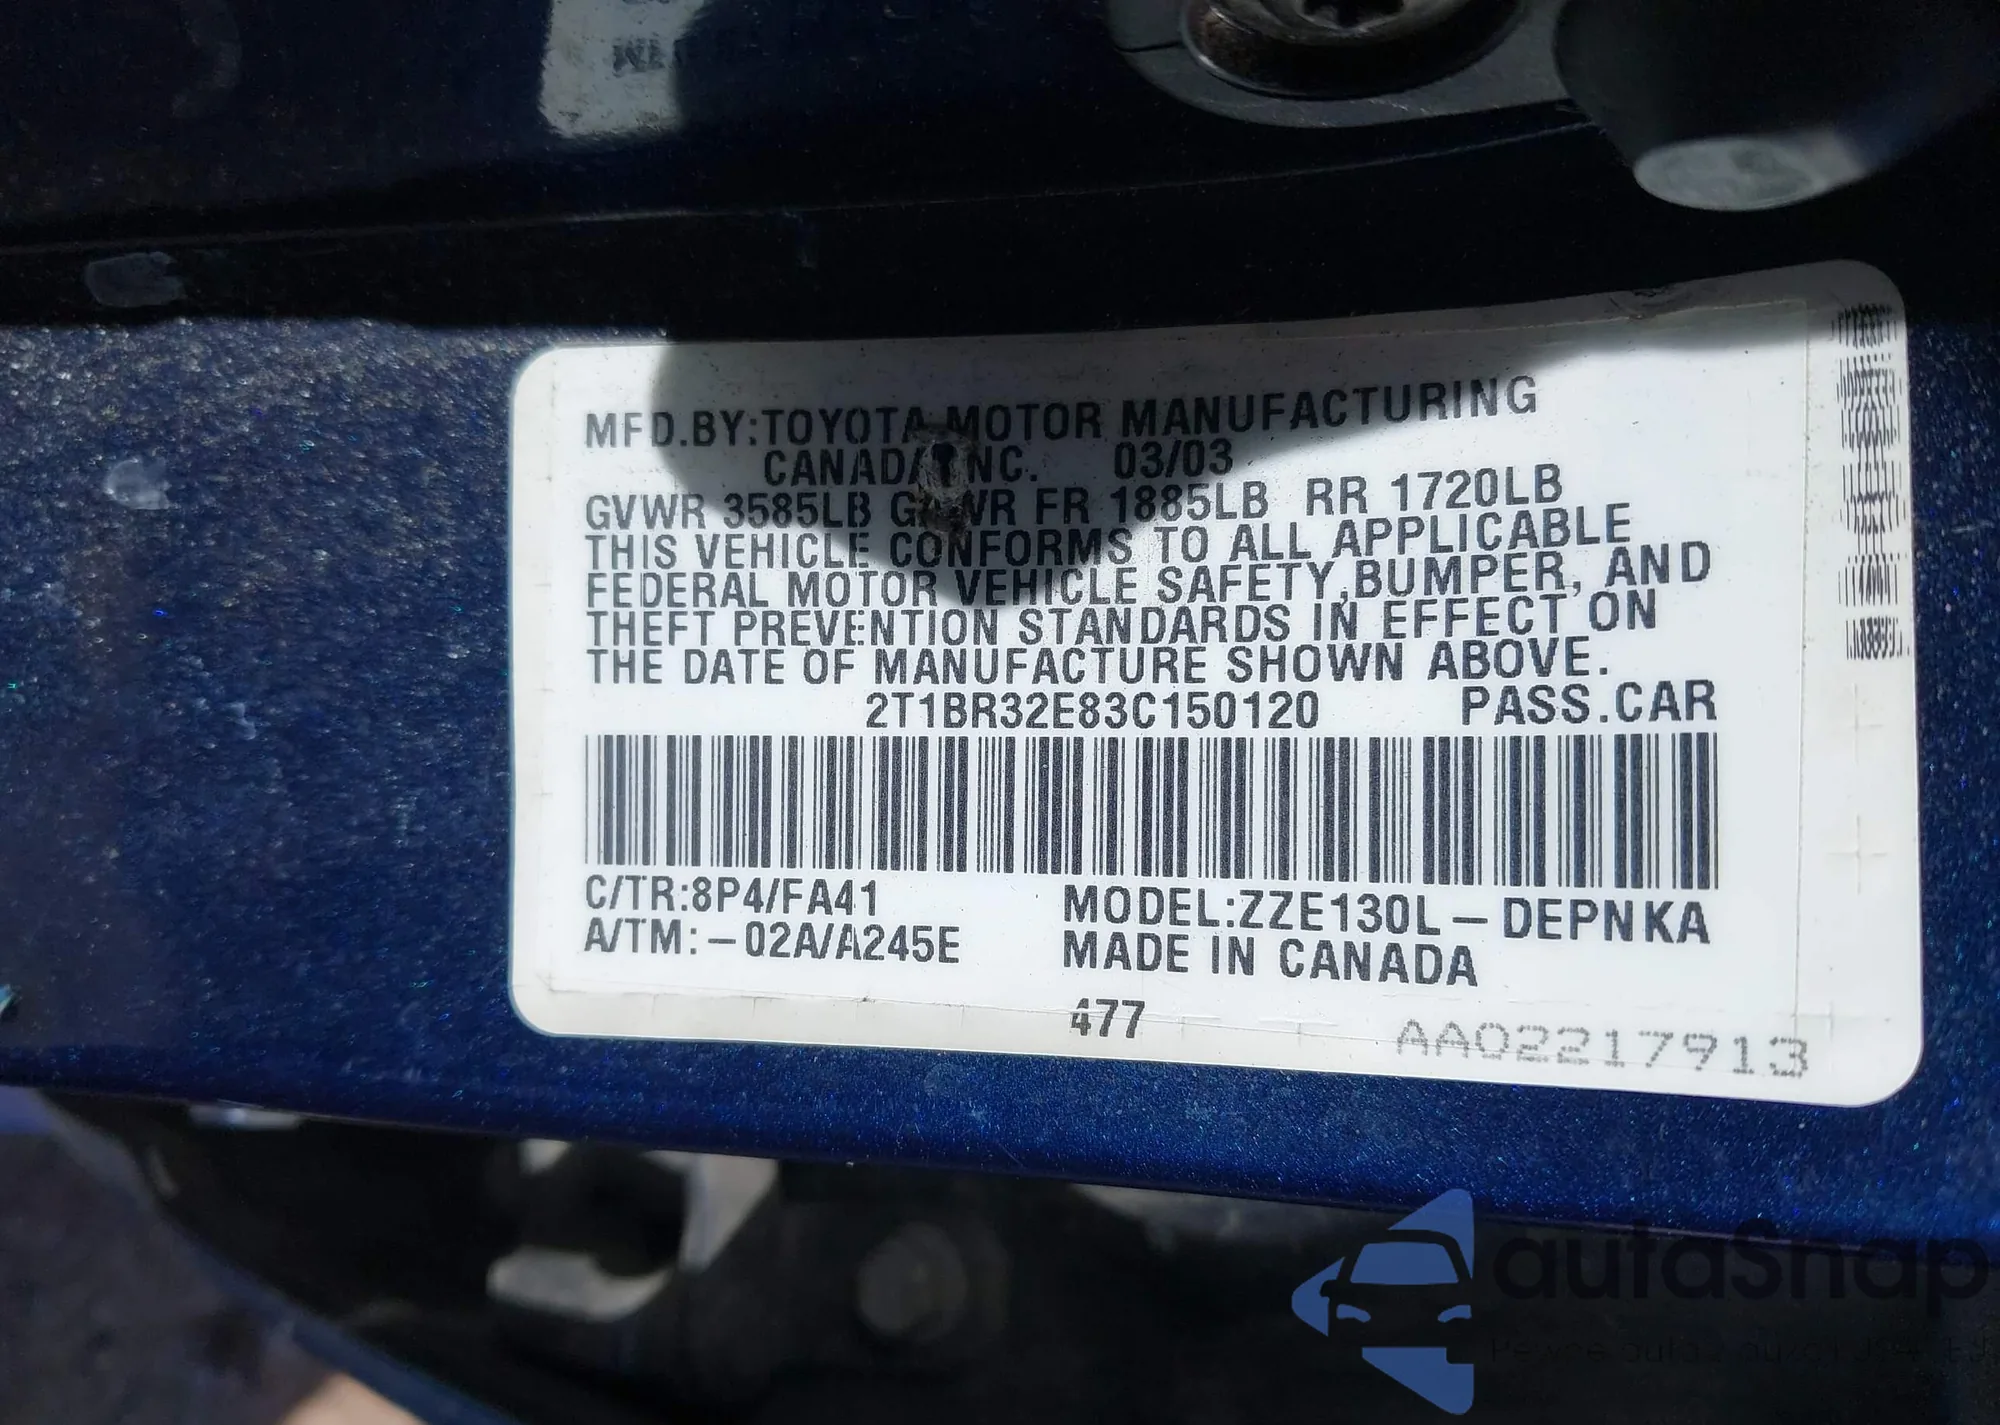 MFD.BY:TOYOTA MOTOR MANUFACTURING
CANADA INC. 03/03
GVWR 3585LB GAWR FR 1885LB RR 1720LB
THIS VEHICLE CONFORMS TO ALL APPLICABLE
FEDERAL MOTOR VEHICLE SAFETY,BUMPER, AND
THEFT PREVENTION STANDARDS IN EFFECT ON
THE DATE OF MANUFACTURE SHOWN ABOVE.
2T1BR32E83C150120 PASS.CAR
C/TR:8P4/FA41 MODEL:ZZE130L-DEPNKA
A/TM:-02A/A245E MADE IN CANADA
477
AA02217913
autaSnap